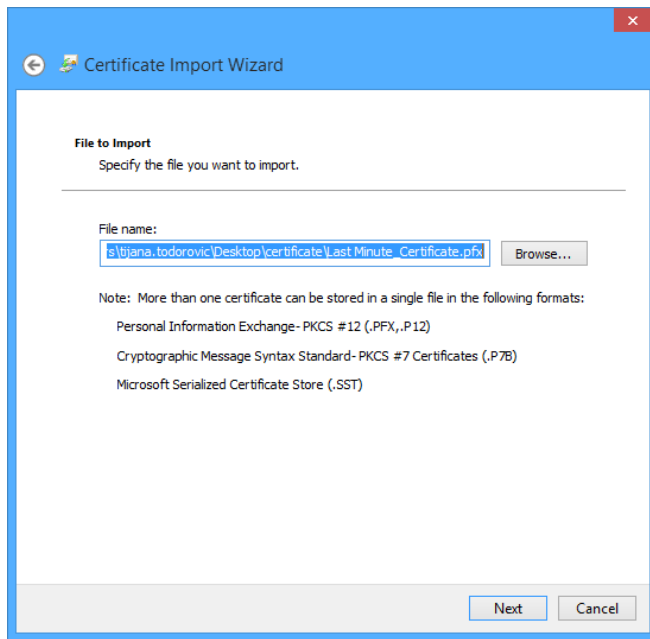 Certificate Import Wizard
File to Import
Specify the file you want to import.
File name:
s\tijana.todorovic\Desktop\certificate\Last Minute_Certificate.pfx
Browse...
Note: More than one certificate can be stored in a single file in the following formats:
Personal Information Exchange- PKCS #12 (.PFX,.P12)
Cryptographic Message Syntax Standard- PKCS #7 Certificates (.P7B)
Microsoft Serialized Certificate Store (.SST)
Next
Cancel